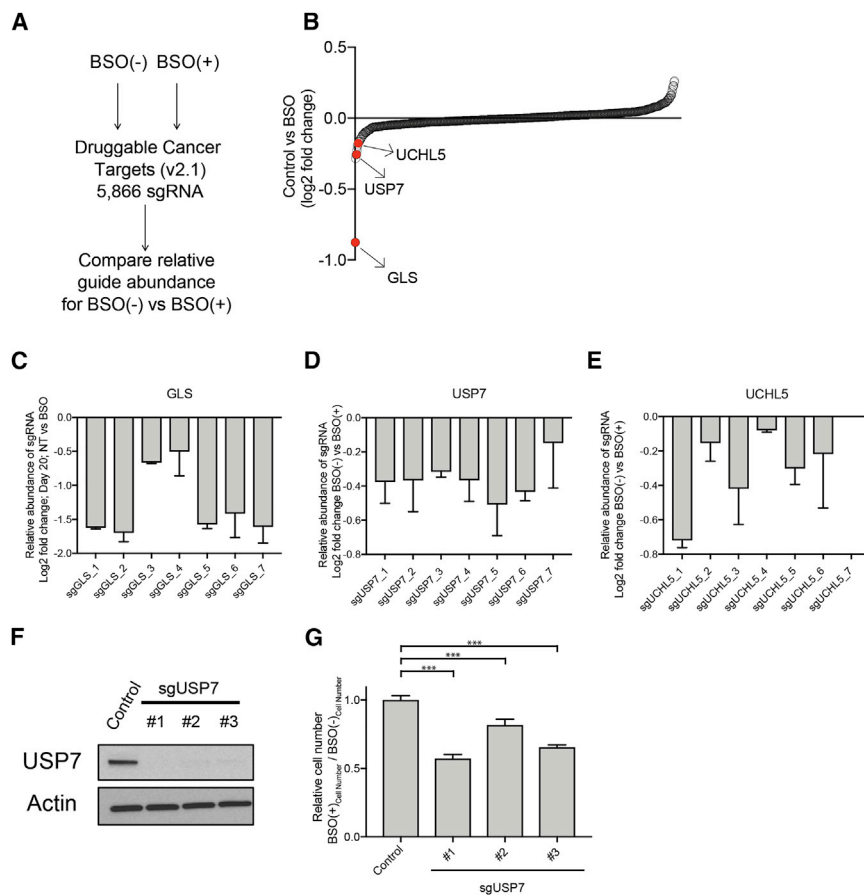 A
BSO(-) BSO(+)
Druggable Cancer
Targets (v2.1)
5,866 sgRNA
Compare relative
guide abundance
for BSO(-) vs BSO(+)
B
Control vs BSO
(log2 fold change)
0.5
0.0
-0.5
-1.0
UCHL5
USP7
GLS
C
GLS
Relative abundance of sgRNA
Log2 fold change; Day 20; NT vs BSO
0.0
-0.5
-1.0
-1.5
-2.0
sgGLS_1
sgGLS_2
sgGLS_3
sgGLS_4
sgGLS_5
sgGLS_6
sgGLS_7
D
USP7
Relative abundance of sgRNA
Log2 fold change BSO(-) vs BSO(+)
0.0
-0.2
-0.4
-0.6
-0.8
sgUSP7_1
sgUSP7_2
sgUSP7_3
sgUSP7_4
sgUSP7_5
sgUSP7_6
sgUSP7_7
E
UCHL5
Relative abundance of sgRNA
Log2 fold change BSO(-) vs BSO(+)
0.0
-0.2
-0.4
-0.6
-0.8
sgUCHL5_1
sgUCHL5_2
sgUCHL5_3
sgUCHL5_4
sgUCHL5_5
sgUCHL5_6
sgUCHL5_7
F
Control
sgUSP7
#1 #2 #3
USP7
Actin
G
Relative cell number
BSO(+)Cell Number / BSO(-)Cell Number
1.0
0.5
0.0
***
***
***
Control
#1
#2
#3
sgUSP7